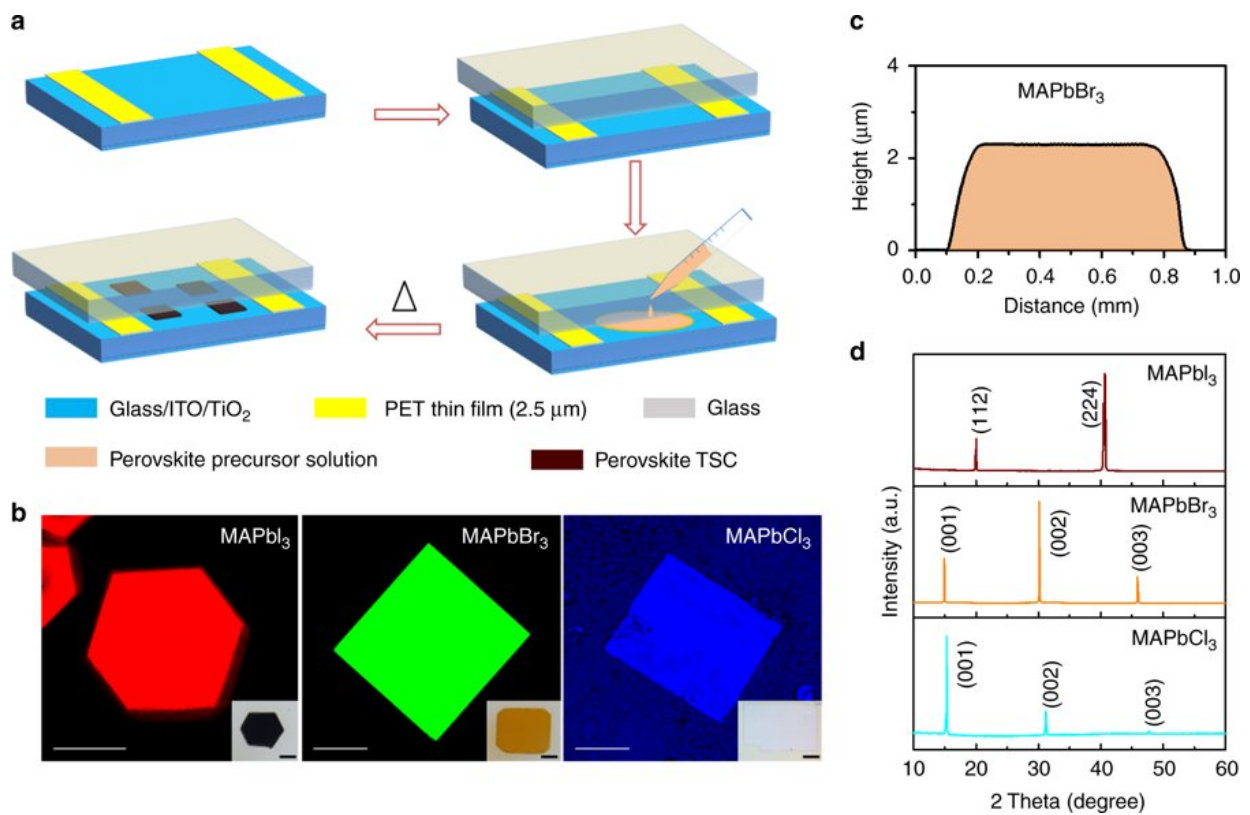 a
Δ
Glass/ITO/TiO₂
PET thin film (2.5 μm)
Glass
Perovskite precursor solution
Perovskite TSC
b
MAPbI₃
MAPbBr₃
MAPbCl₃
c
4
2
0
Height (μm)
MAPbBr₃
0.0 0.2 0.4 0.6 0.8 1.0
Distance (mm)
d
Intensity (a.u.)
MAPbI₃
(112)
(224)
MAPbBr₃
(001)
(002)
(003)
MAPbCl₃
(001)
(002)
(003)
10 20 30 40 50 60
2 Theta (degree)